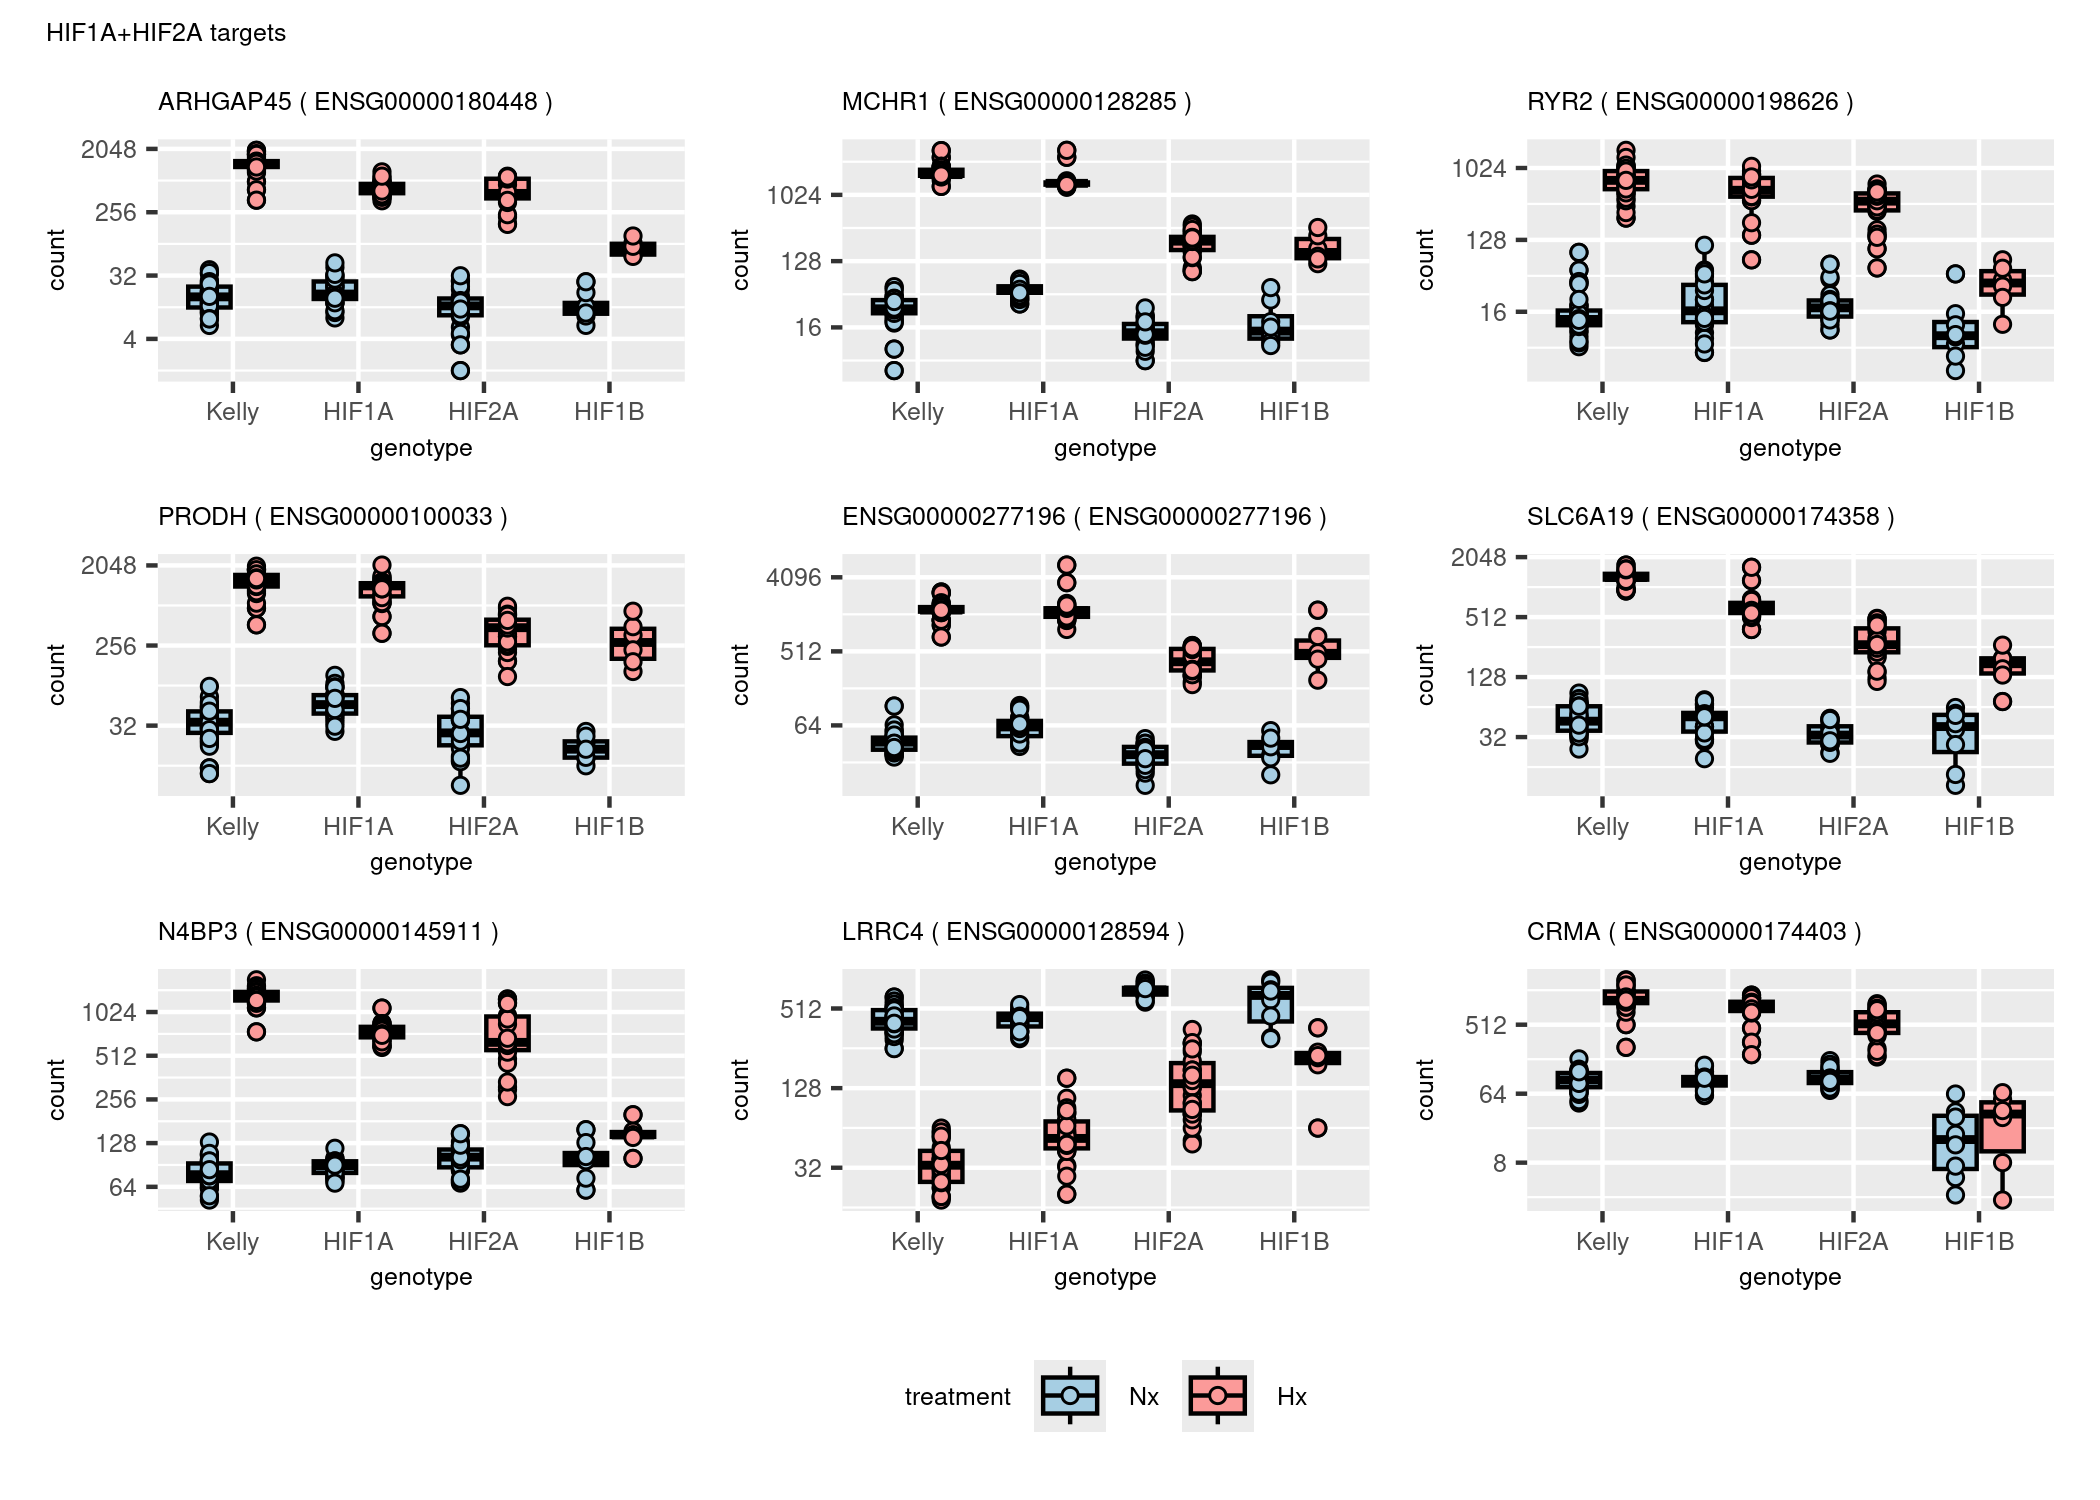 HIF1A+HIF2A targets
ARHGAP45 ( ENSG00000180448 )
2048
256
32
4
count
Kelly HIF1A HIF2A HIF1B
genotype
MCHR1 ( ENSG00000128285 )
1024
128
16
count
Kelly HIF1A HIF2A HIF1B
genotype
RYR2 ( ENSG00000198626 )
1024
128
16
count
Kelly HIF1A HIF2A HIF1B
genotype
PRODH ( ENSG00000100033 )
2048
256
32
count
Kelly HIF1A HIF2A HIF1B
genotype
ENSG00000277196 ( ENSG00000277196 )
4096
512
64
count
Kelly HIF1A HIF2A HIF1B
genotype
SLC6A19 ( ENSG00000174358 )
2048
512
128
32
count
Kelly HIF1A HIF2A HIF1B
genotype
N4BP3 ( ENSG00000145911 )
1024
512
256
128
64
count
Kelly HIF1A HIF2A HIF1B
genotype
LRRC4 ( ENSG00000128594 )
512
128
32
count
Kelly HIF1A HIF2A HIF1B
genotype
CRMA ( ENSG00000174403 )
512
64
8
count
Kelly HIF1A HIF2A HIF1B
genotype
treatment Nx Hx